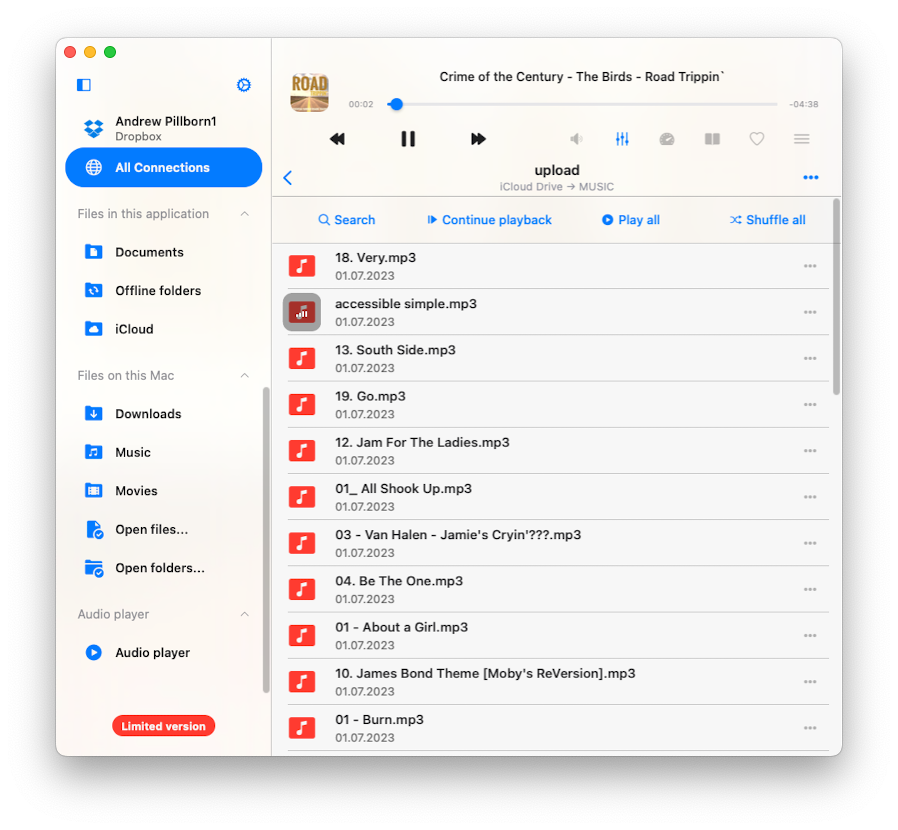 Andrew Pillborn1
Dropbox
All Connections
Files in this application
Documents
Offline folders
iCloud
Files on this Mac
Downloads
Music
Movies
Open files...
Open folders...
Audio player
Audio player
Limited version
ROAD
Crime of the Century - The Birds - Road Trippin`
00:02
-04:38
upload
iCloud Drive → MUSIC
Search Continue playback Play all Shuffle all
18. Very.mp3
01.07.2023
accessible simple.mp3
01.07.2023
13. South Side.mp3
01.07.2023
19. Go.mp3
01.07.2023
12. Jam For The Ladies.mp3
01.07.2023
01_ All Shook Up.mp3
01.07.2023
03 - Van Halen - Jamie's Cryin'???.mp3
01.07.2023
04. Be The One.mp3
01.07.2023
01 - About a Girl.mp3
01.07.2023
10. James Bond Theme [Moby's ReVersion].mp3
01.07.2023
01 - Burn.mp3
01.07.2023